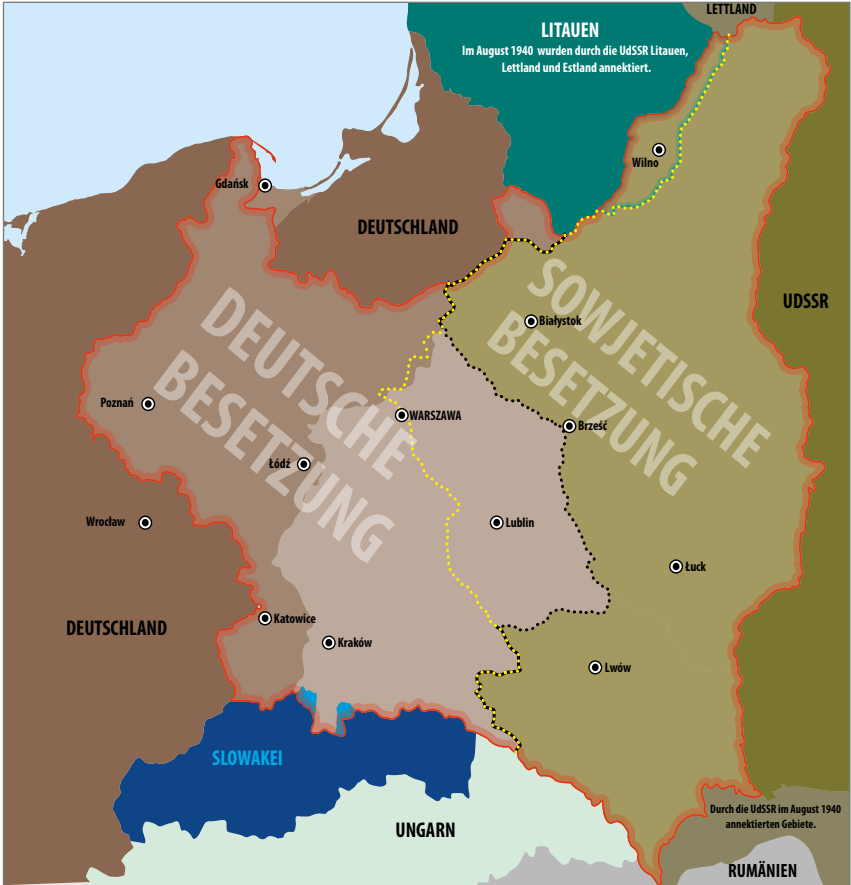 LETTLAND
LITAUEN
Im August 1940 wurden durch die UdSSR Litauen,
Lettland und Estland annektiert.
Wilno
Gdańsk
DEUTSCHLAND
UDSSR
DEUTSCHE
BESETZUNG
SOWJETISCHE
BESETZUNG
Białystok
Poznań
WARSZAWA
Brześć
Łódź
Wrocław
Lublin
Łuck
DEUTSCHLAND
Katowice
Kraków
Lwów
SLOWAKEI
Durch die UdSSR im August 1940
annektierten Gebiete.
UNGARN
RUMÄNIEN